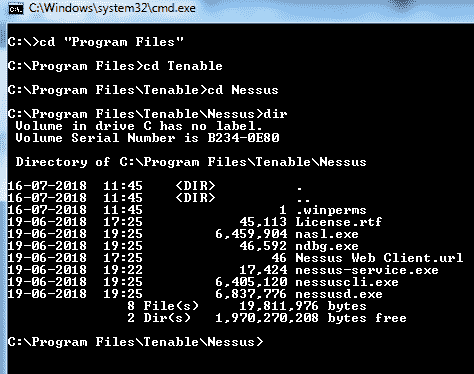 C:\Windows\system32\cmd.exe
C:\>cd "Program Files"
C:\Program Files>cd Tenable
C:\Program Files\Tenable>cd Nessus
C:\Program Files\Tenable\Nessus>dir
 Volume in drive C has no label.
 Volume Serial Number is B234-0E80
 Directory of C:\Program Files\Tenable\Nessus
16-07-2018  11:45    <DIR>          .
16-07-2018  11:45    <DIR>          ..
16-07-2018  11:45                 1 .winperms
19-06-2018  17:25            45,113 License.rtf
19-06-2018  19:25         6,459,904 nasl.exe
19-06-2018  19:25            46,592 ndbg.exe
19-06-2018  17:25                46 Nessus Web Client.url
19-06-2018  19:22            17,424 nessus-service.exe
19-06-2018  19:25         6,405,120 nessuscli.exe
19-06-2018  19:25         6,837,776 nessusd.exe
               8 File(s)     19,811,976 bytes
               2 Dir(s)   1,970,270,208 bytes free
C:\Program Files\Tenable\Nessus>